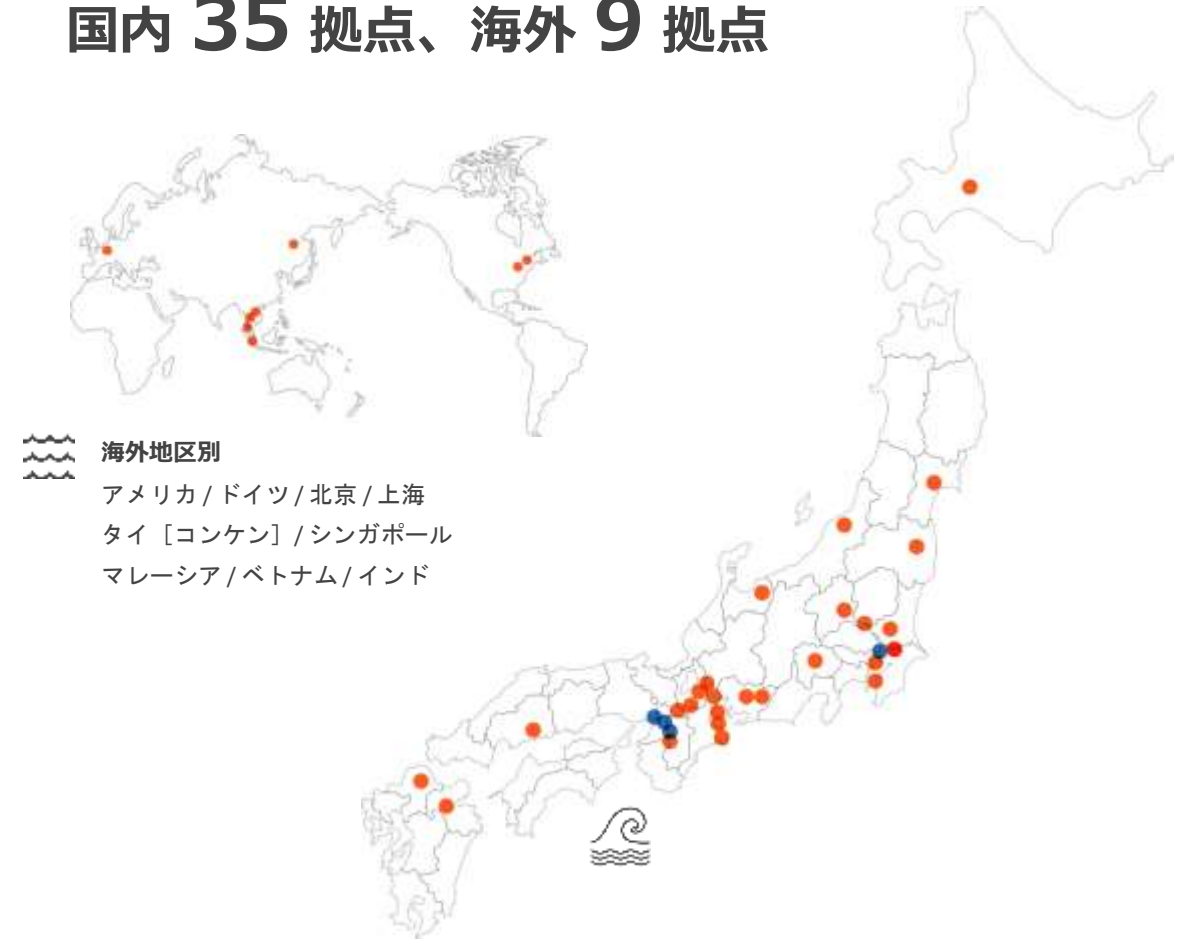 国内 35 拠点、海外 9 拠点
海外地区別
アメリカ / ドイツ / 北京 / 上海
タイ［コンケン］/ シンガポール
マレーシア / ベトナム / インド